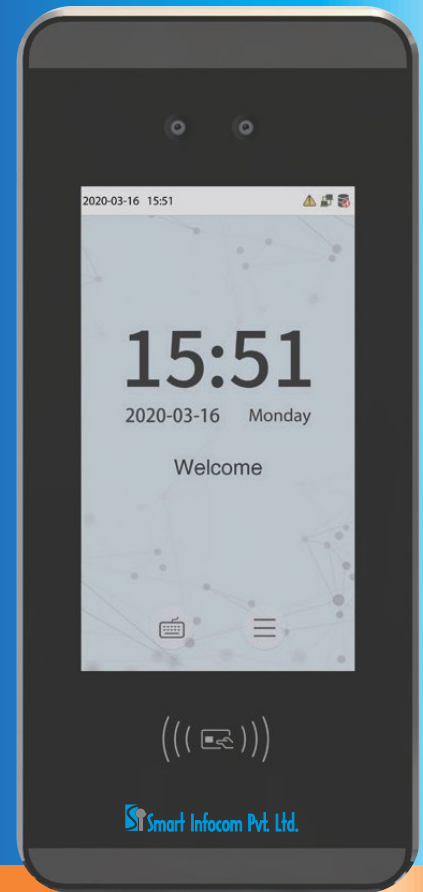 2020-03-16 15:51
15:51
2020-03-16 Monday
Welcome
Smart Infocom Pvt. Ltd.